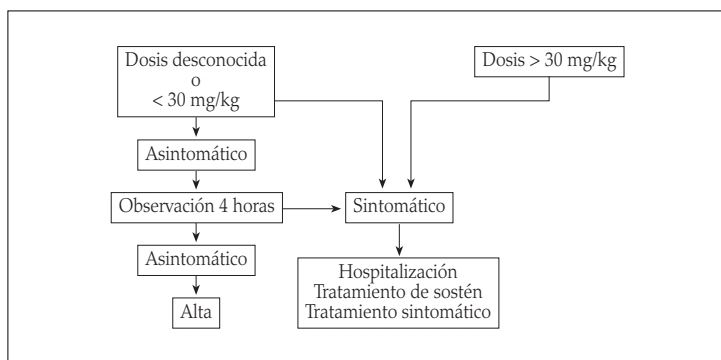 Dosis desconocida
o
< 30 mg/kg
Dosis > 30 mg/kg
Asintomático
Observación 4 horas
Sintomático
Asintomático
Hospitalización
Tratamiento de sostén
Tratamiento sintomático
Alta